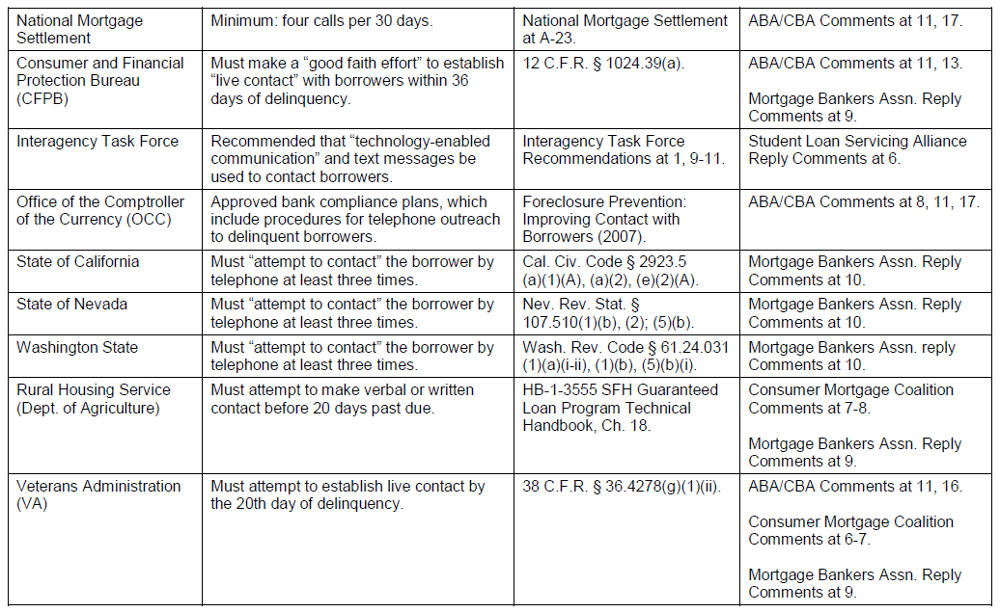 National Mortgage
Settlement
Minimum: four calls per 30 days.
National Mortgage Settlement
at A-23.
ABA/CBA Comments at 11, 17.
Consumer and Financial
Protection Bureau
(CFPB)
Must make a “good faith effort” to establish
“live contact” with borrowers within 36
days of delinquency.
12 C.F.R. § 1024.39(a).
ABA/CBA Comments at 11, 13.
Mortgage Bankers Assn. Reply
Comments at 9.
Interagency Task Force
Recommended that “technology-enabled
communication” and text messages be
used to contact borrowers.
Interagency Task Force
Recommendations at 1, 9-11.
Student Loan Servicing Alliance
Reply Comments at 6.
Office of the Comptroller
of the Currency (OCC)
Approved bank compliance plans, which
include procedures for telephone outreach
to delinquent borrowers.
Foreclosure Prevention:
Improving Contact with
Borrowers (2007).
ABA/CBA Comments at 8, 11, 17.
State of California
Must “attempt to contact” the borrower by
telephone at least three times.
Cal. Civ. Code § 2923.5
(a)(1)(A), (a)(2), (e)(2)(A).
Mortgage Bankers Assn. Reply
Comments at 10.
State of Nevada
Must “attempt to contact” the borrower by
telephone at least three times.
Nev. Rev. Stat. §
107.510(1)(b), (2); (5)(b).
Mortgage Bankers Assn. Reply
Comments at 10.
Washington State
Must “attempt to contact” the borrower by
telephone at least three times.
Wash. Rev. Code § 61.24.031
(1)(a)(i-ii), (1)(b), (5)(b)(i).
Mortgage Bankers Assn. reply
Comments at 10.
Rural Housing Service
(Dept. of Agriculture)
Must attempt to make verbal or written
contact before 20 days past due.
HB-1-3555 SFH Guaranteed
Loan Program Technical
Handbook, Ch. 18.
Consumer Mortgage Coalition
Comments at 7-8.
Mortgage Bankers Assn. Reply
Comments at 9.
Veterans Administration
(VA)
Must attempt to establish live contact by
the 20th day of delinquency.
38 C.F.R. § 36.4278(g)(1)(ii).
ABA/CBA Comments at 11, 16.
Consumer Mortgage Coalition
Comments at 6-7.
Mortgage Bankers Assn. Reply
Comments at 9.